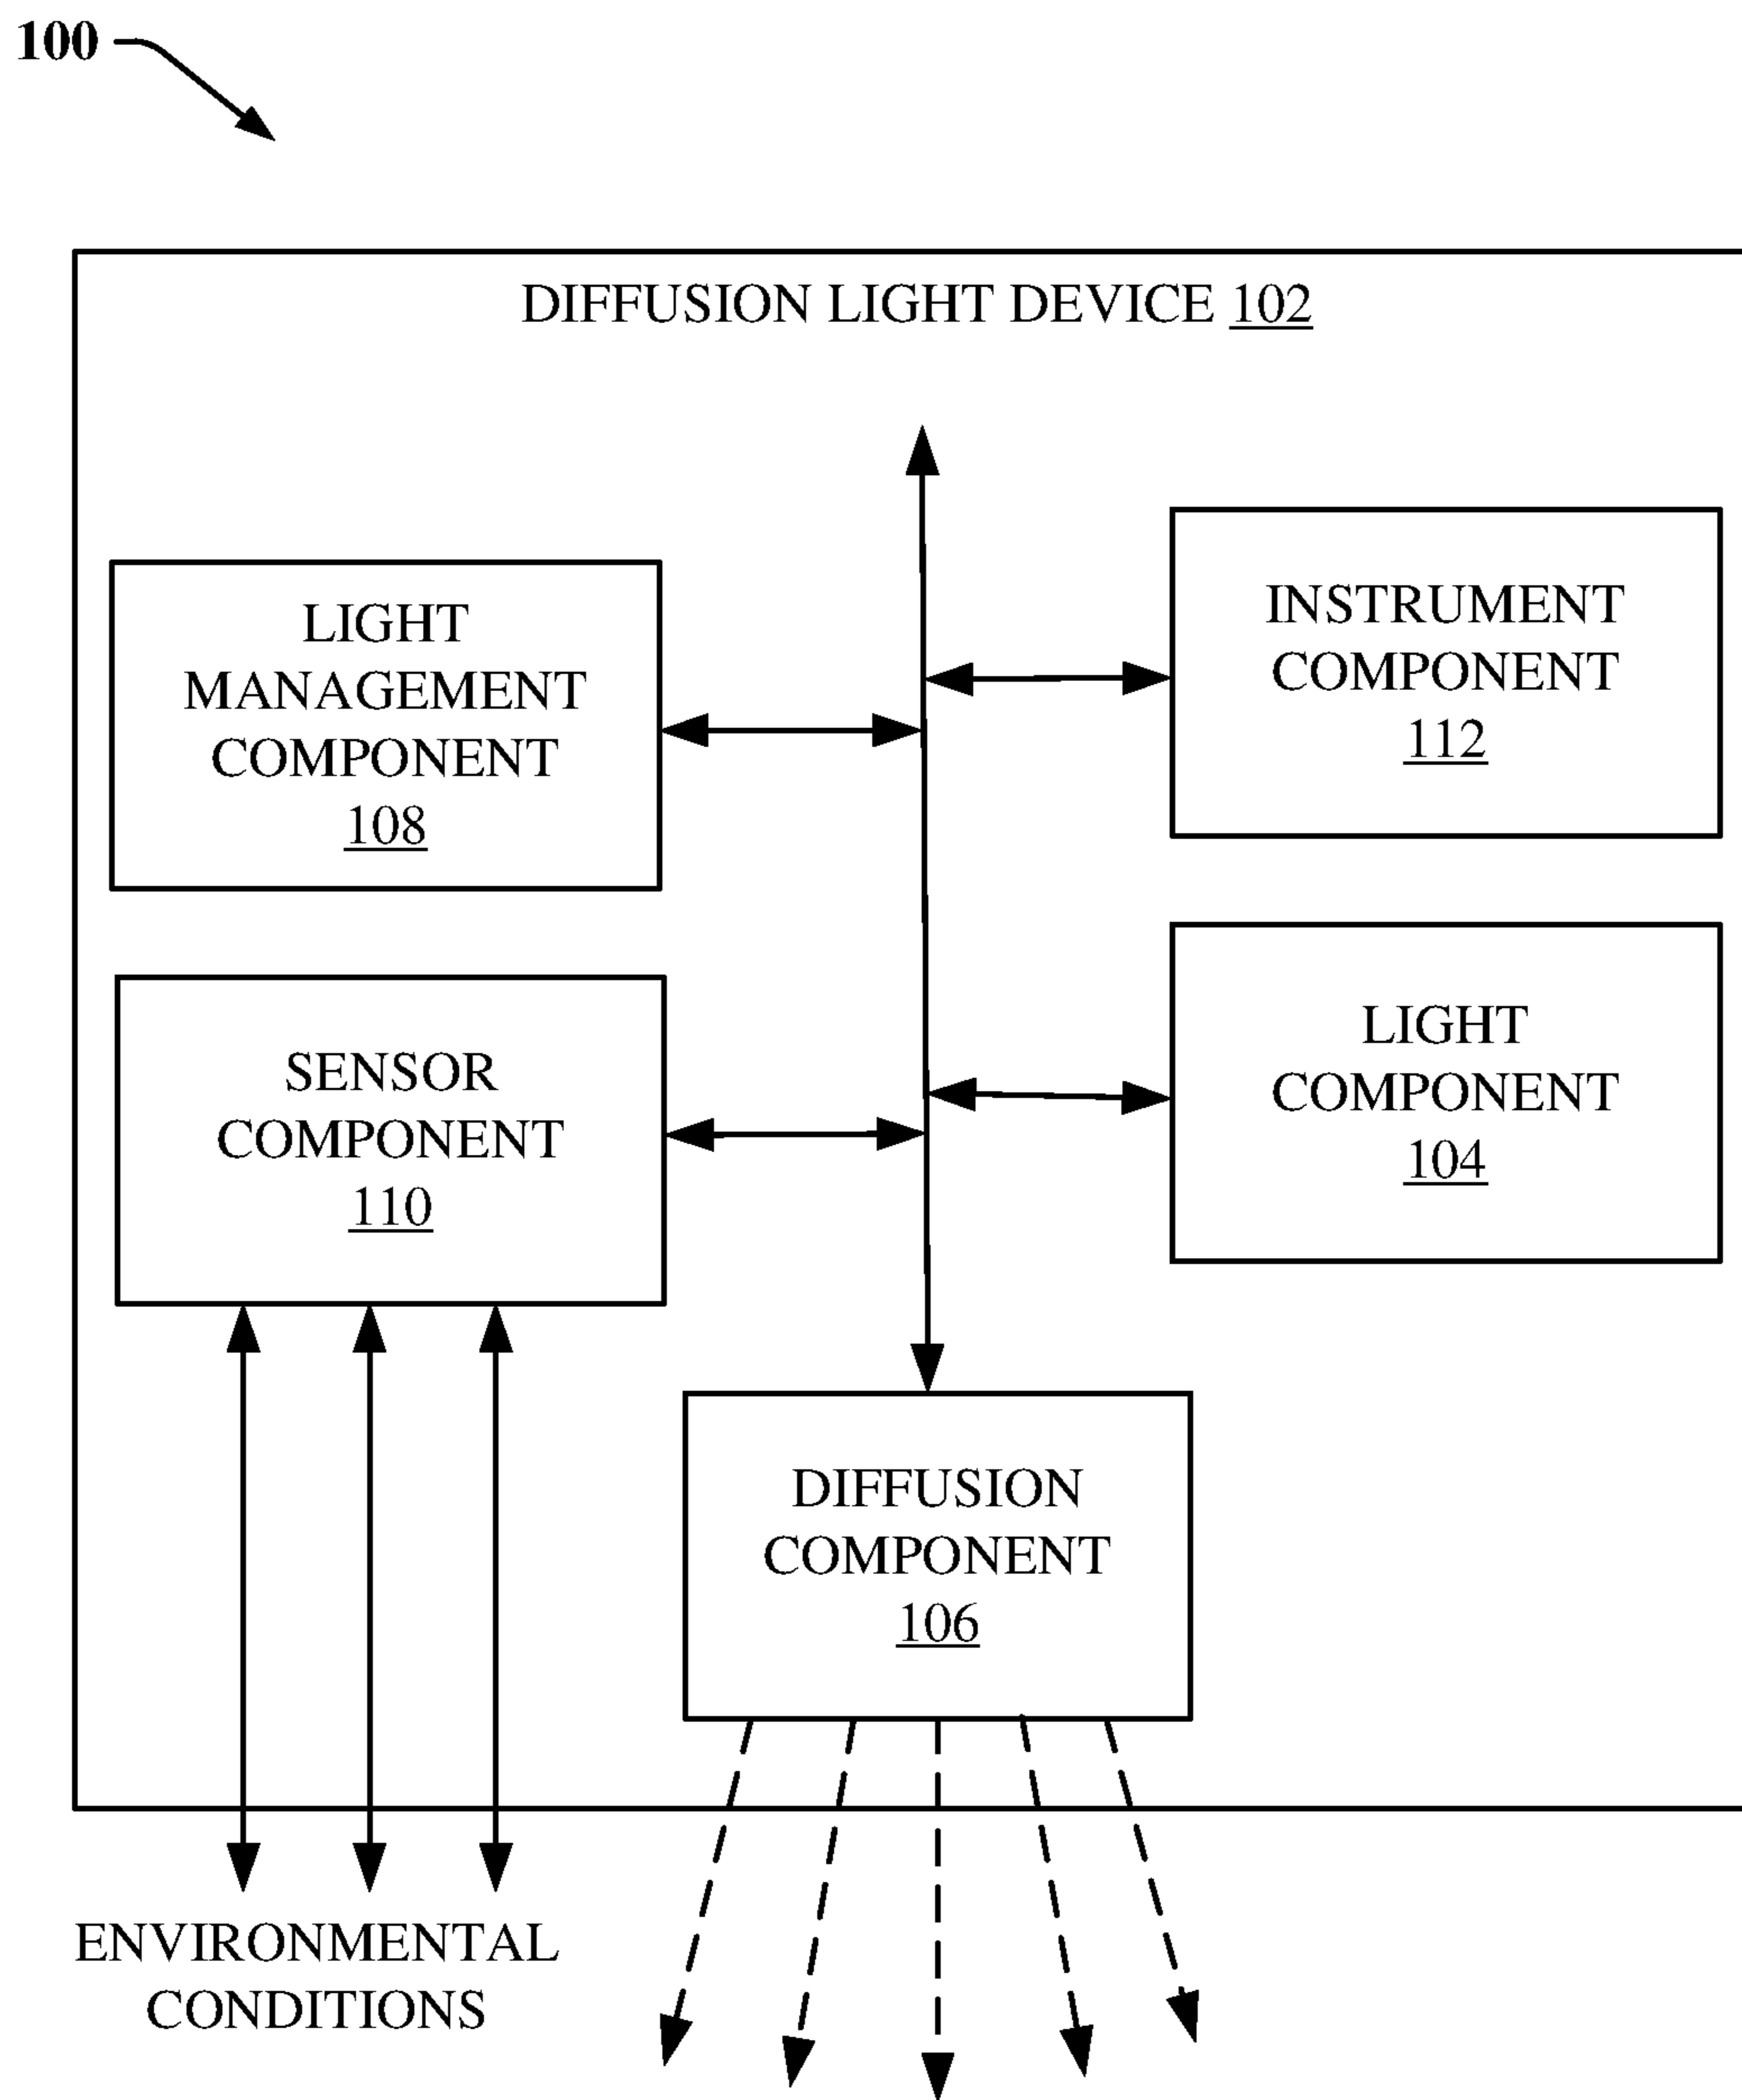 100
DIFFUSION LIGHT DEVICE 102
LIGHT
MANAGEMENT
COMPONENT
108
INSTRUMENT
COMPONENT
112
SENSOR
COMPONENT
110
LIGHT
COMPONENT
104
DIFFUSION
COMPONENT
106
ENVIRONMENTAL
CONDITIONS